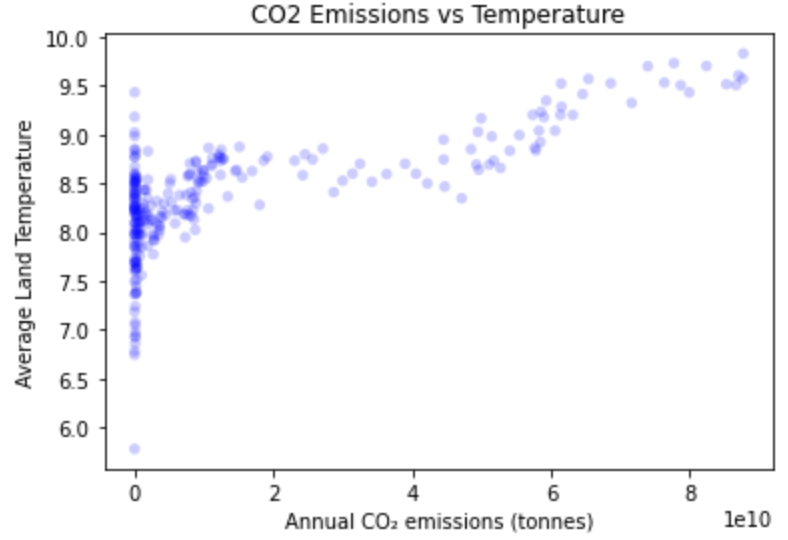 CO2 Emissions vs Temperature
Average Land Temperature
10.0
9.5
9.0
8.5
8.0
7.5
7.0
6.5
6.0
0 2 4 6 8
1e10
Annual CO₂ emissions (tonnes)